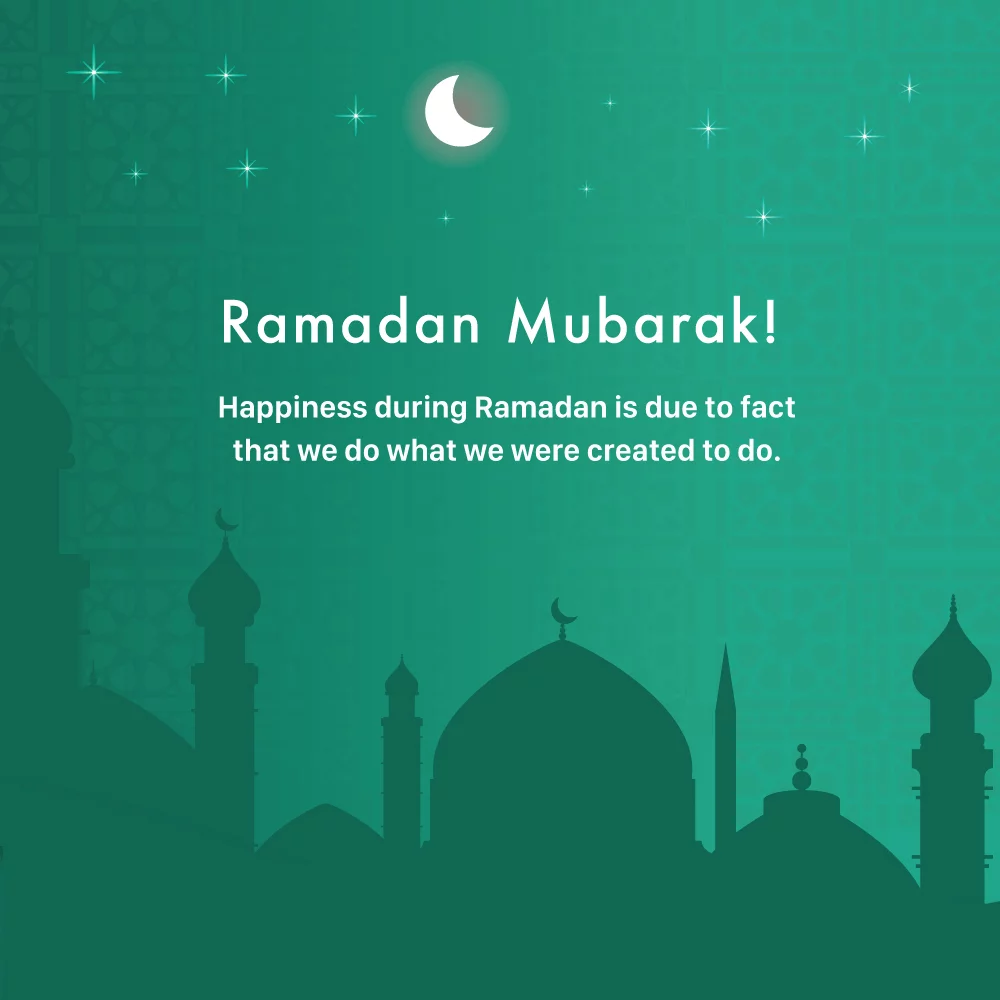 Ramadan Mubarak!
Happiness during Ramadan is due to fact
that we do what we were created to do.